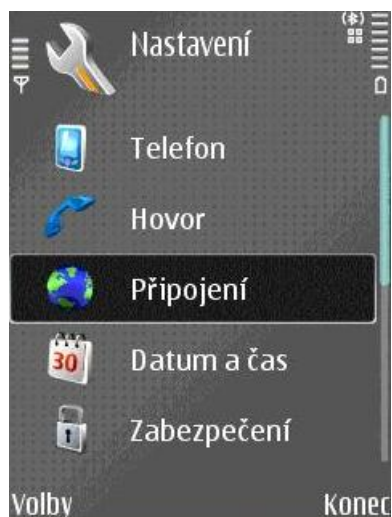 Nastavení
Telefon
Hovor
Připojení
30
Datum a čas
Zabezpečení
Volby
Konec